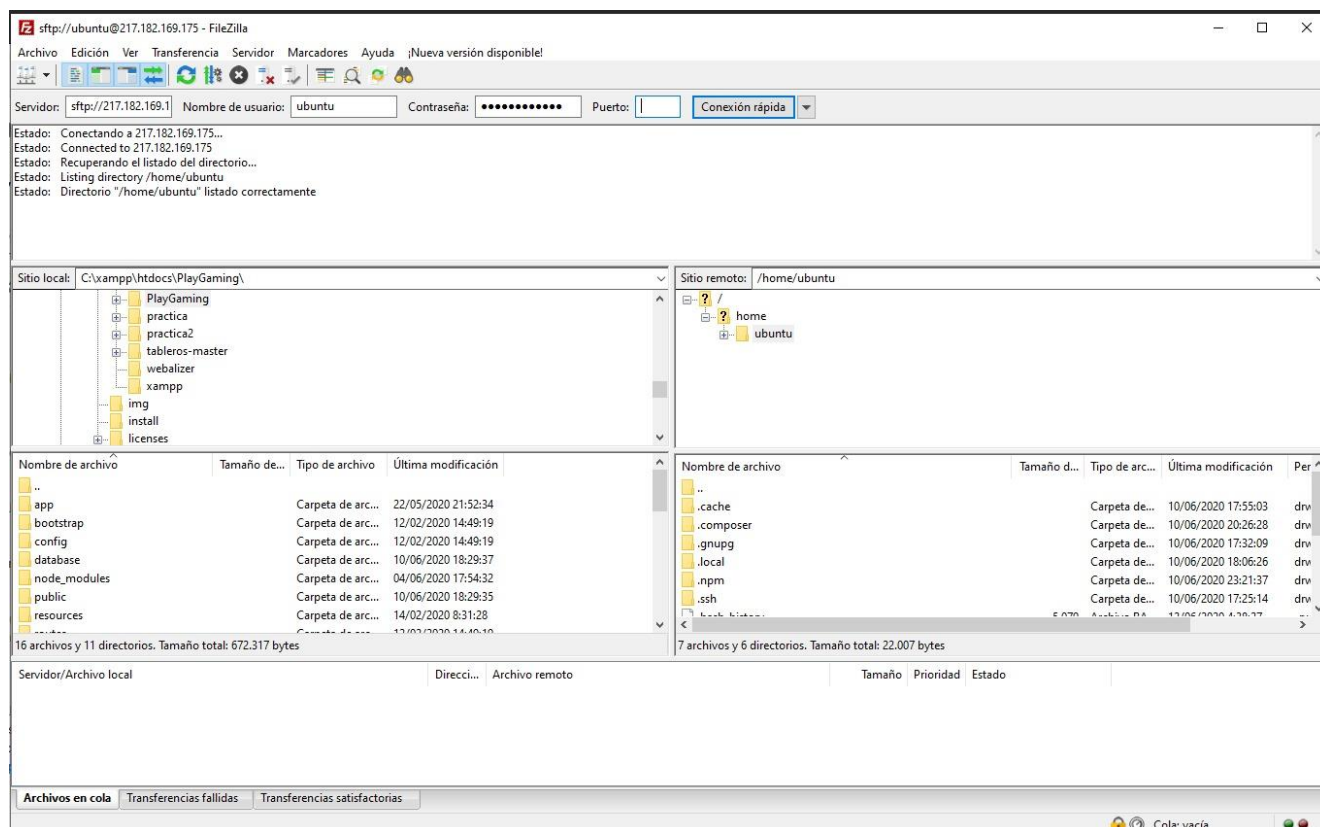 sftp://ubuntu@217.182.169.175 - FileZilla
Archivo Edición Ver Transferencia Servidor Marcadores Ayuda ¡Nueva versión disponible!
Servidor: sftp://217.182.169.1 Nombre de usuario: ubuntu Contraseña: ●●●●●●●●●●●● Puerto: Conexión rápida
Estado: Conectando a 217.182.169.175...
Estado: Connected to 217.182.169.175
Estado: Recuperando el listado del directorio...
Estado: Listing directory /home/ubuntu
Estado: Directorio "/home/ubuntu" listado correctamente
Sitio local: C:\xampp\htdocs\PlayGaming\
PlayGaming
practica
practica2
tableros-master
webalizer
xampp
img
install
licenses
Sitio remoto: /home/ubuntu
/
home
ubuntu
Nombre de archivo Tamaño de... Tipo de archivo Última modificación
..
app Carpeta de arc... 22/05/2020 21:52:34
bootstrap Carpeta de arc... 12/02/2020 14:49:19
config Carpeta de arc... 12/02/2020 14:49:19
database Carpeta de arc... 10/06/2020 18:29:37
node_modules Carpeta de arc... 04/06/2020 17:54:32
public Carpeta de arc... 10/06/2020 18:29:35
resources Carpeta de arc... 14/02/2020 8:31:28
16 archivos y 11 directorios. Tamaño total: 672.317 bytes
Nombre de archivo Tamaño d... Tipo de arc... Última modificación Per
..
.cache Carpeta de... 10/06/2020 17:55:03 drw
.composer Carpeta de... 10/06/2020 20:26:28 drw
.gnupg Carpeta de... 10/06/2020 17:32:09 drw
.local Carpeta de... 10/06/2020 18:06:26 drw
.npm Carpeta de... 10/06/2020 23:21:37 drw
.ssh Carpeta de... 10/06/2020 17:25:14 drw
7 archivos y 6 directorios. Tamaño total: 22.007 bytes
Servidor/Archivo local Direcci... Archivo remoto Tamaño Prioridad Estado
Archivos en cola Transferencias fallidas Transferencias satisfactorias
Cola: vacía